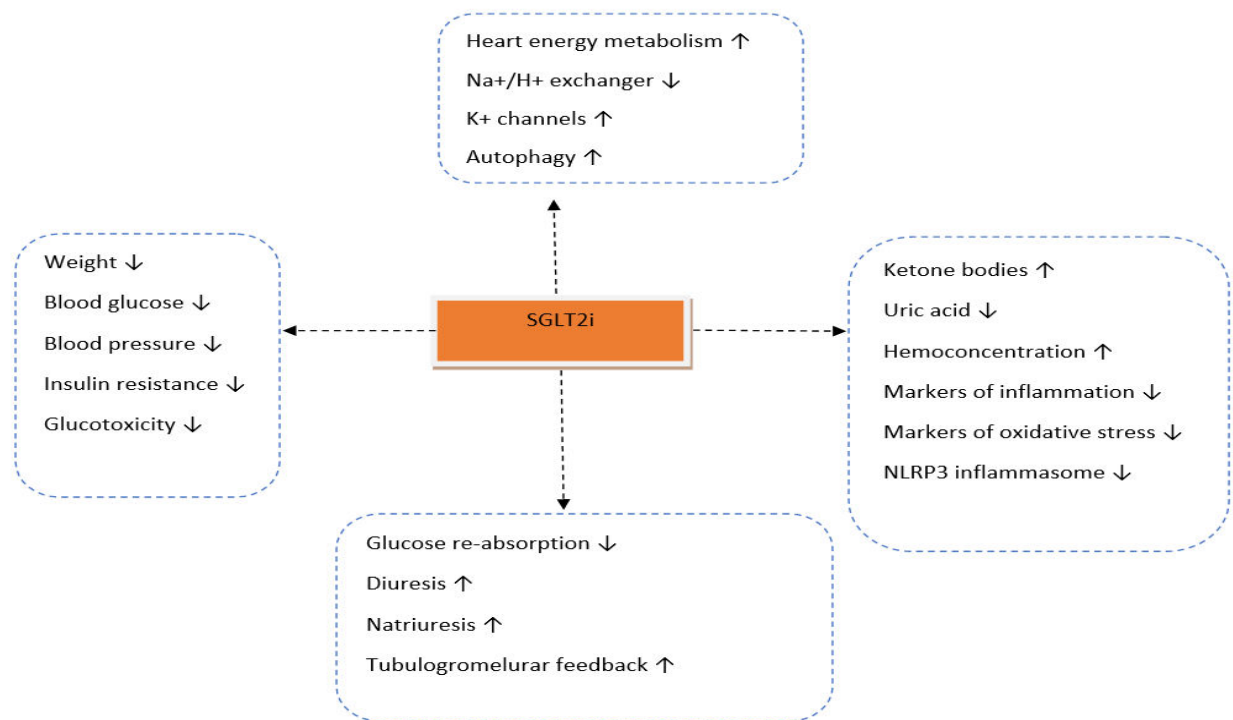 Heart energy metabolism ↑
Na+/H+ exchanger ↓
K+ channels ↑
Autophagy ↑
Weight ↓
Blood glucose ↓
Blood pressure ↓
Insulin resistance ↓
Glucotoxicity ↓
SGLT2i
Ketone bodies ↑
Uric acid ↓
Hemoconcentration ↑
Markers of inflammation ↓
Markers of oxidative stress ↓
NLRP3 inflammasome ↓
Glucose re-absorption ↓
Diuresis ↑
Natriuresis ↑
Tubulogromelurar feedback ↑